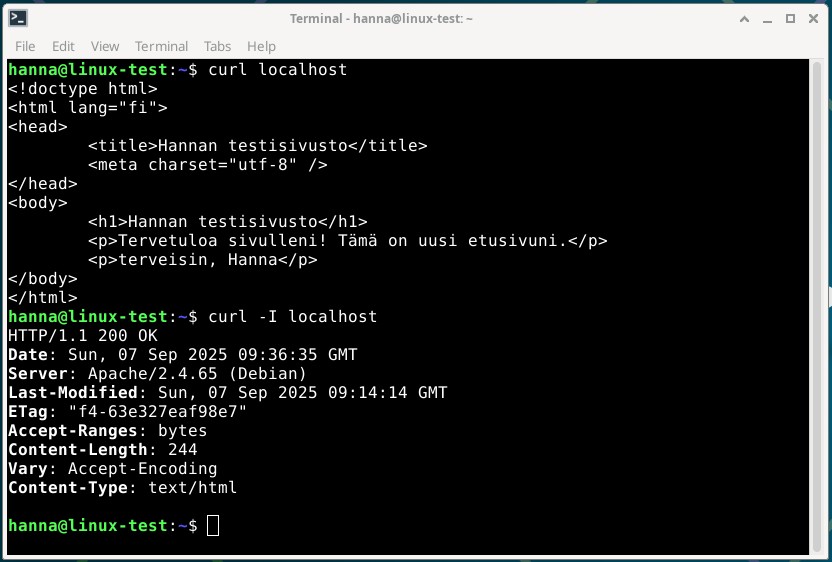 Terminal - hanna@linux-test: ~
File Edit View Terminal Tabs Help
hanna@linux-test:~$ curl localhost
<!doctype html>
<html lang="fi">
<head>
        <title>Hannan testisivusto</title>
        <meta charset="utf-8" />
</head>
<body>
        <h1>Hannan testisivusto</h1>
        <p>Tervetuloa sivulleni! Tämä on uusi etusivuni.</p>
        <p>terveisin, Hanna</p>
</body>
</html>
hanna@linux-test:~$ curl -I localhost
HTTP/1.1 200 OK
Date: Sun, 07 Sep 2025 09:36:35 GMT
Server: Apache/2.4.65 (Debian)
Last-Modified: Sun, 07 Sep 2025 09:14:14 GMT
ETag: "f4-63e327eaf98e7"
Accept-Ranges: bytes
Content-Length: 244
Vary: Accept-Encoding
Content-Type: text/html
hanna@linux-test:~$